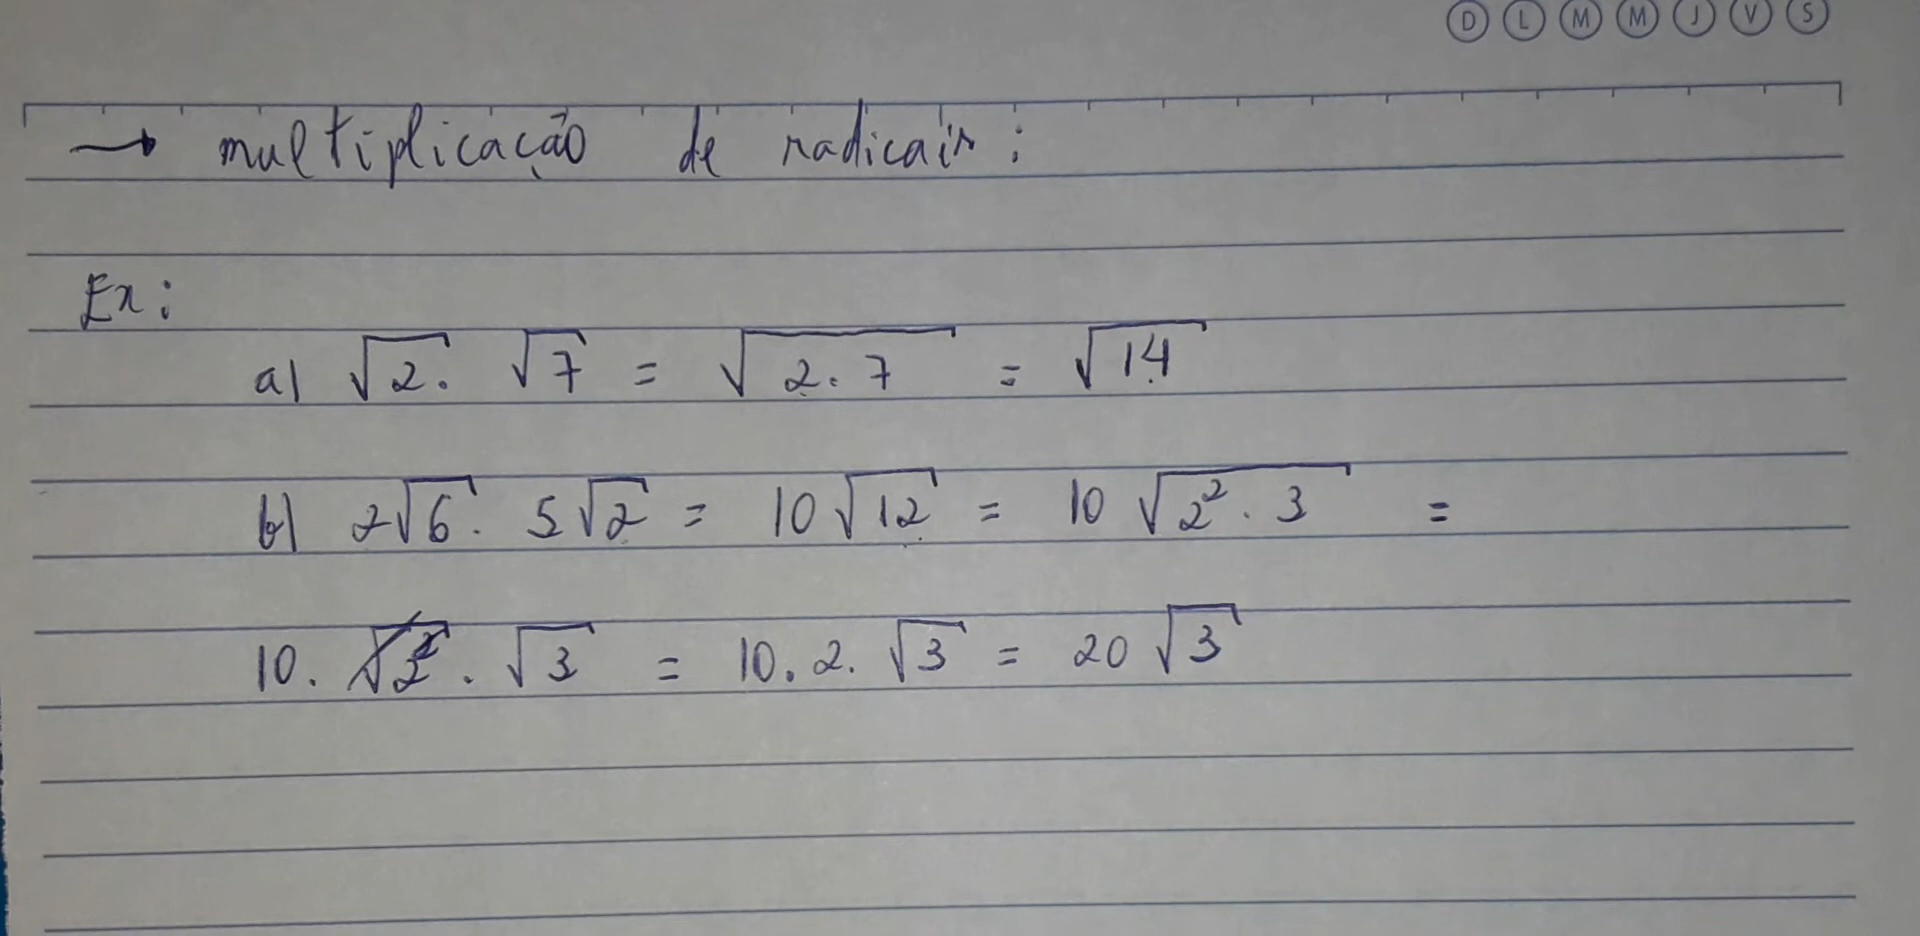 D L M M J V S
→ multiplicação de radicais:
Ex:
a) √2 . √7 = √2.7 = √14
b) 2√6 . 5√2 = 10√12 = 10√2² . 3 =
10 . √2² . √3 = 10 . 2 . √3 = 20√3